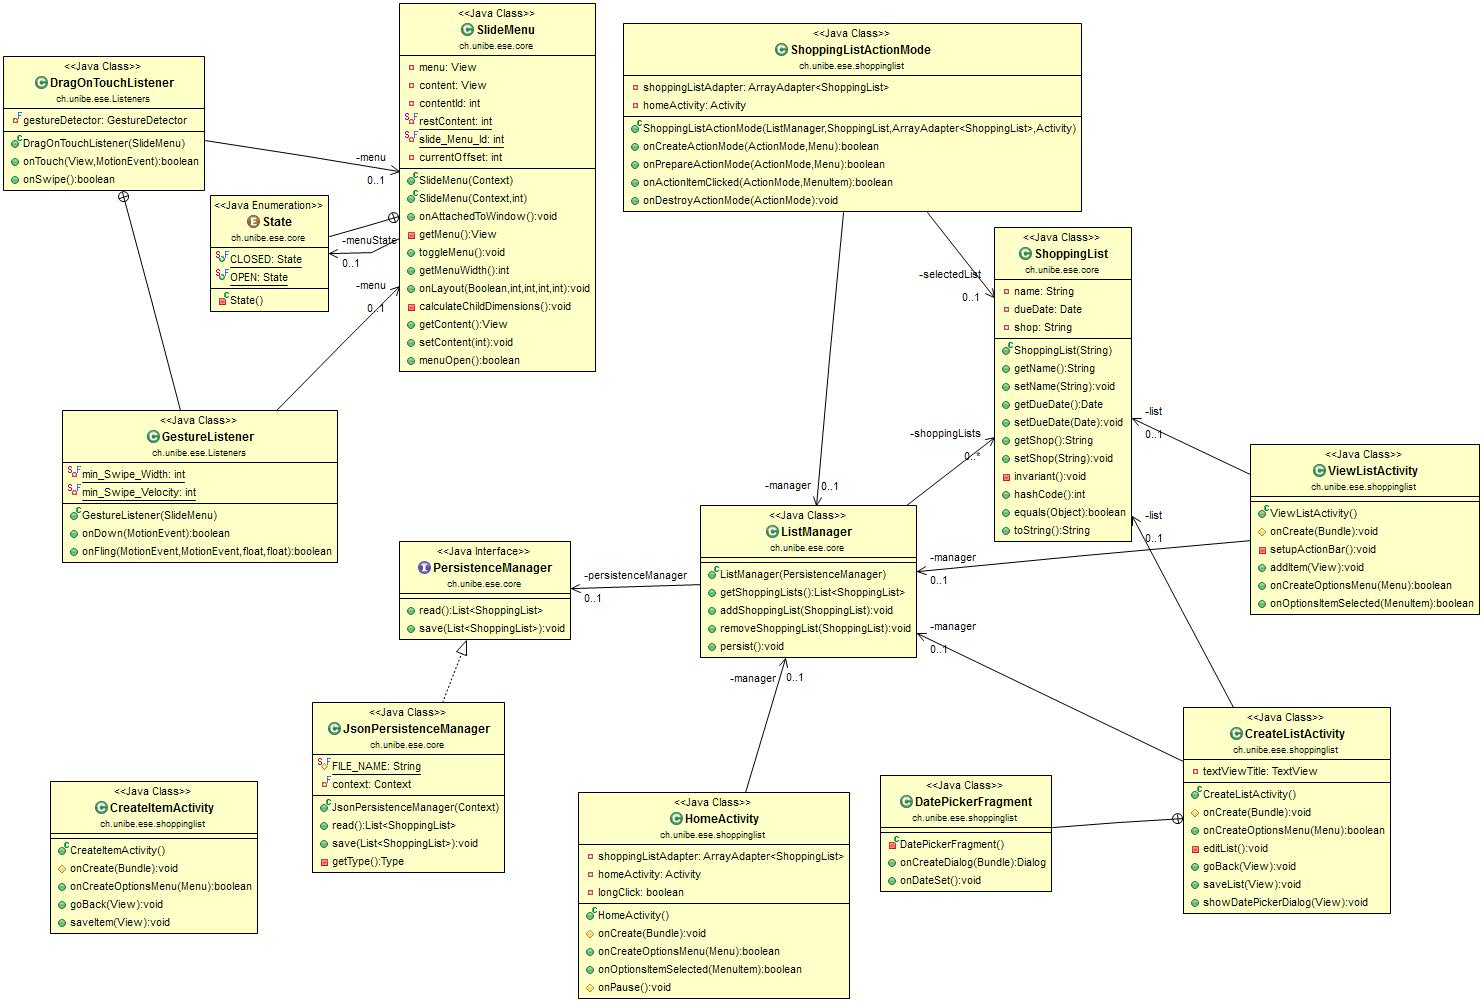 <<Java Class>>
SlideMenu
ch.unibe.ese.core
menu: View
content: View
contentId: int
restContent: int
slide_Menu_Id: int
currentOffset: int
SlideMenu(Context)
SlideMenu(Context,int)
onAttachedToWindow():void
getMenu():View
toggleMenu():void
getMenuWidth():int
onLayout(Boolean,int,int,int,int):void
calculateChildDimensions():void
getContent():View
setContent(int):void
menuOpen():boolean
<<Java Class>>
ShoppingListActionMode
ch.unibe.ese.shoppinglist
shoppingListAdapter: ArrayAdapter<ShoppingList>
homeActivity: Activity
ShoppingListActionMode(ListManager,ShoppingList,ArrayAdapter<ShoppingList>,Activity)
onCreateActionMode(ActionMode,Menu):boolean
onPrepareActionMode(ActionMode,Menu):boolean
onActionItemClicked(ActionMode,MenuItem):boolean
onDestroyActionMode(ActionMode):void
<<Java Class>>
DragOnTouchListener
ch.unibe.ese.Listeners
gestureDetector: GestureDetector
DragOnTouchListener(SlideMenu)
onTouch(View,MotionEvent):boolean
onSwipe():boolean
-menu
0..1
<<Java Enumeration>>
State
ch.unibe.ese.core
CLOSED: State
OPEN: State
State()
-menuState
0..1
-menu
0..1
<<Java Class>>
ShoppingList
ch.unibe.ese.core
name: String
dueDate: Date
shop: String
ShoppingList(String)
getName():String
setName(String):void
getDueDate():Date
setDueDate(Date):void
getShop():String
setShop(String):void
invariant():void
hashCode():int
equals(Object):boolean
toString():String
-selectedList
0..1
-shoppingLists
0..*
-list
0..1
-list
0..1
<<Java Class>>
GestureListener
ch.unibe.ese.Listeners
min_Swipe_Width: int
min_Swipe_Velocity: int
GestureListener(SlideMenu)
onDown(MotionEvent):boolean
onFling(MotionEvent,MotionEvent,float,float):boolean
<<Java Class>>
ViewListActivity
ch.unibe.ese.shoppinglist
ViewListActivity()
onCreate(Bundle):void
setupActionBar():void
addItem(View):void
onCreateOptionsMenu(Menu):boolean
onOptionsItemSelected(MenuItem):boolean
-manager
0..1
<<Java Class>>
ListManager
ch.unibe.ese.core
ListManager(PersistenceManager)
getShoppingLists():List<ShoppingList>
addShoppingList(ShoppingList):void
removeShoppingList(ShoppingList):void
persist():void
-manager
0..1
-manager
0..1
-manager
0..1
<<Java Interface>>
PersistenceManager
ch.unibe.ese.core
read():List<ShoppingList>
save(List<ShoppingList>):void
-persistenceManager
0..1
<<Java Class>>
JsonPersistenceManager
ch.unibe.ese.core
FILE_NAME: String
context: Context
JsonPersistenceManager(Context)
read():List<ShoppingList>
save(List<ShoppingList>):void
getType():Type
<<Java Class>>
CreateListActivity
ch.unibe.ese.shoppinglist
textViewTitle: TextView
CreateListActivity()
onCreate(Bundle):void
onCreateOptionsMenu(Menu):boolean
editList():void
goBack(View):void
saveList(View):void
showDatePickerDialog(View):void
<<Java Class>>
DatePickerFragment
ch.unibe.ese.shoppinglist
DatePickerFragment()
onCreateDialog(Bundle):Dialog
onDateSet():void
<<Java Class>>
CreateItemActivity
ch.unibe.ese.shoppinglist
CreateItemActivity()
onCreate(Bundle):void
onCreateOptionsMenu(Menu):boolean
goBack(View):void
saveItem(View):void
<<Java Class>>
HomeActivity
ch.unibe.ese.shoppinglist
shoppingListAdapter: ArrayAdapter<ShoppingList>
homeActivity: Activity
longClick: boolean
HomeActivity()
onCreate(Bundle):void
onCreateOptionsMenu(Menu):boolean
onOptionsItemSelected(MenuItem):boolean
onPause():void